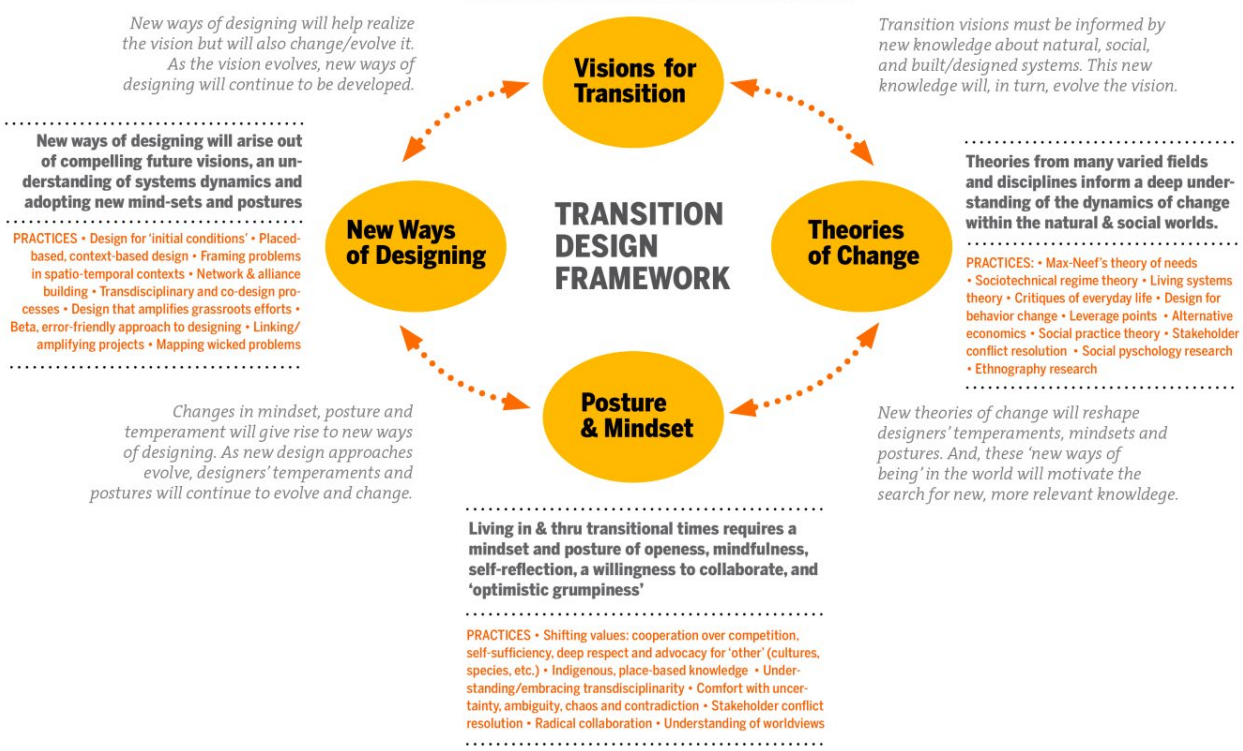 New ways of designing will help realize
the vision but will also change/evolve it.
As the vision evolves, new ways of
designing will continue to be developed.
Visions for
Transition
Transition visions must be informed by
new knowledge about natural, social,
and built/designed systems. This new
knowledge will, in turn, evolve the vision.
New ways of designing will arise out
of compelling future visions, an un-
derstanding of systems dynamics and
adopting new mind-sets and postures
PRACTICES • Design for ‘initial conditions’ • Placed-
based, context-based design • Framing problems
in spatio-temporal contexts • Network & alliance
building • Transdisciplinary and co-design pro-
cesses • Design that amplifies grassroots efforts •
Beta, error-friendly approach to designing • Linking/
amplifying projects • Mapping wicked problems
New Ways
of Designing
TRANSITION
DESIGN
FRAMEWORK
Theories
of Change
Theories from many varied fields
and disciplines inform a deep under-
standing of the dynamics of change
within the natural & social worlds.
PRACTICES: • Max-Neef’s theory of needs
• Sociotechnical regime theory • Living systems
theory • Critiques of everyday life • Design for
behavior change • Leverage points • Alternative
economics • Social practice theory • Stakeholder
conflict resolution • Social pyschology research
• Ethnography research
Changes in mindset, posture and
temperament will give rise to new ways
of designing. As new design approaches
evolve, designers’ temperaments and
postures will continue to evolve and change.
Posture
& Mindset
New theories of change will reshape
designers’ temperaments, mindsets and
postures. And, these ‘new ways of
being’ in the world will motivate the
search for new, more relevant knowldege.
Living in & thru transitional times requires a
mindset and posture of openess, mindfulness,
self-reflection, a willingness to collaborate, and
‘optimistic grumpiness’
PRACTICES • Shifting values: cooperation over competition,
self-sufficiency, deep respect and advocacy for ‘other’ (cultures,
species, etc.) • Indigenous, place-based knowledge • Under-
standing/embracing transdisciplinarity • Comfort with uncer-
tainty, ambiguity, chaos and contradiction • Stakeholder conflict
resolution • Radical collaboration • Understanding of worldviews